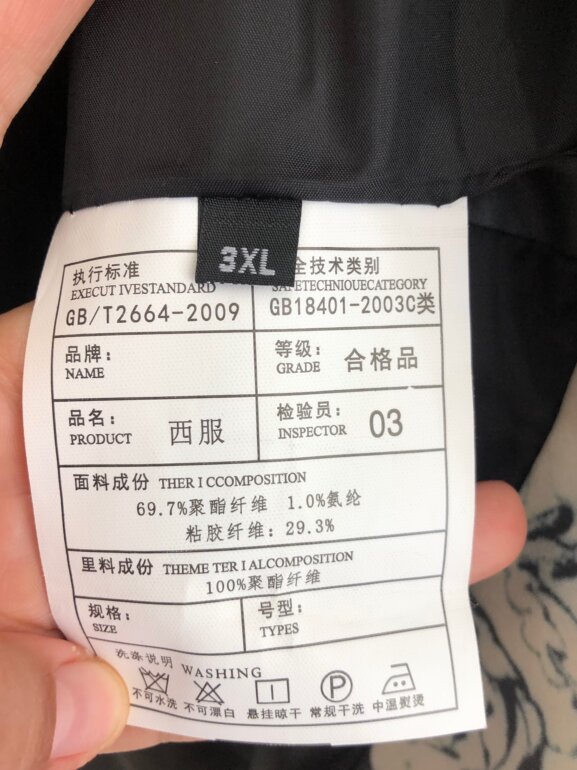 3XL
执行标准
EXECUT IVESTANDARD
GB/T2664-2009
全技术类别
SAFETECHNIQUECATEGORY
GB18401-2003C类
品牌：
NAME
等级：
GRADE
合格品
品名：
PRODUCT
西服
检验员：
INSPECTOR
03
面料成份 THER I CCOMPOSITION
69.7%聚酯纤维 1.0%氨纶
粘胶纤维：29.3%
里料成份 THEME TER I ALCOMPOSITION
100%聚酯纤维
规格：
SIZE
号型：
TYPES
洗涤说明 WASHING
P
不可水洗 不可漂白 悬挂晾干 常规干洗 中温熨烫